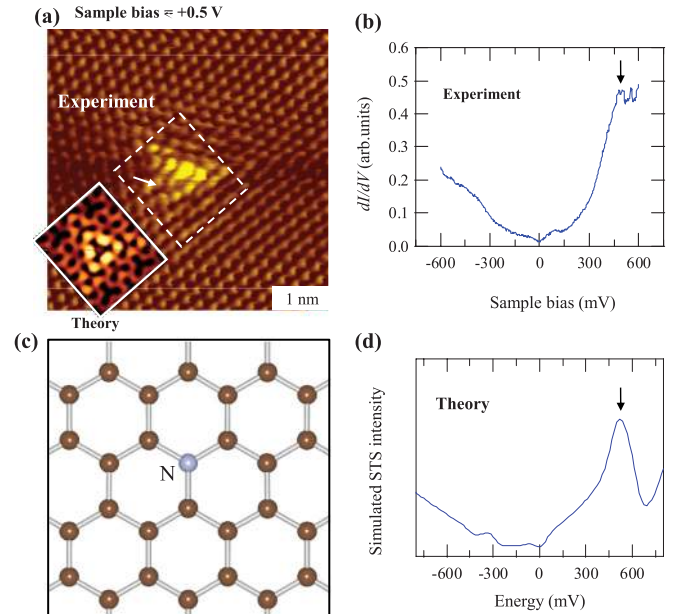 (a) Sample bias = +0.5 V
Experiment
1 nm
Theory
(b)
0.6
0.5
0.4
0.3
0.2
0.1
0.0
dI/dV (arb.units)
Experiment
-600 -300 0 300 600
Sample bias (mV)
(c)
N
(d)
Theory
Simulated STS intensity
-600 -300 0 300 600
Energy (mV)